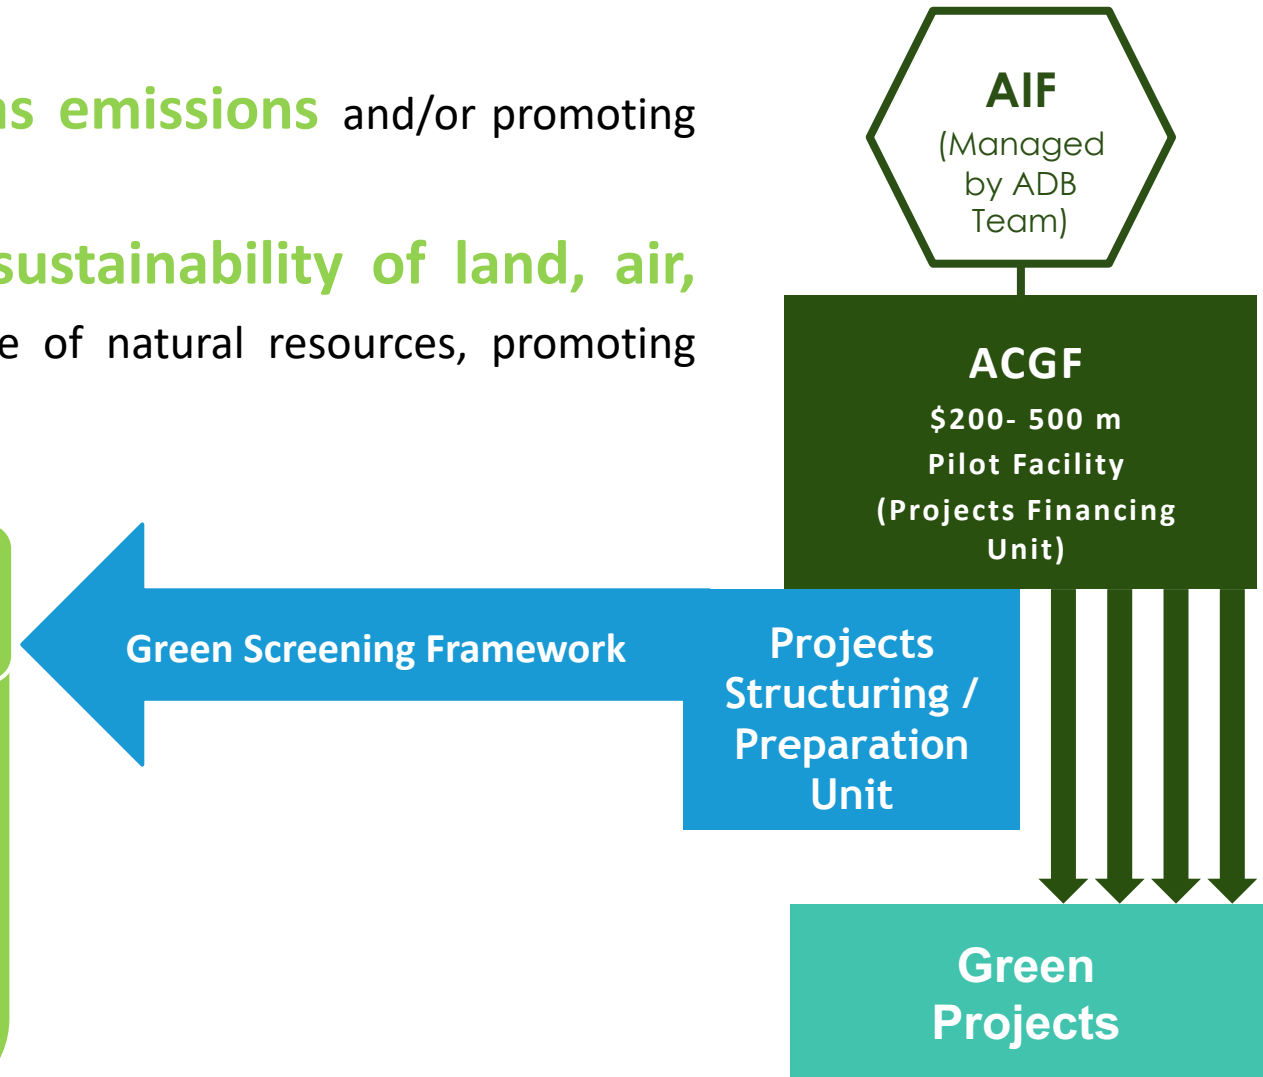 emissions and/or promoting
sustainability of land, air,
of natural resources, promoting
AIF
(Managed
by ADB
Team)
ACGF
$200- 500 m
Pilot Facility
(Projects Financing
Unit)
Green Screening Framework
Projects
Structuring /
Preparation
Unit
Green
Projects